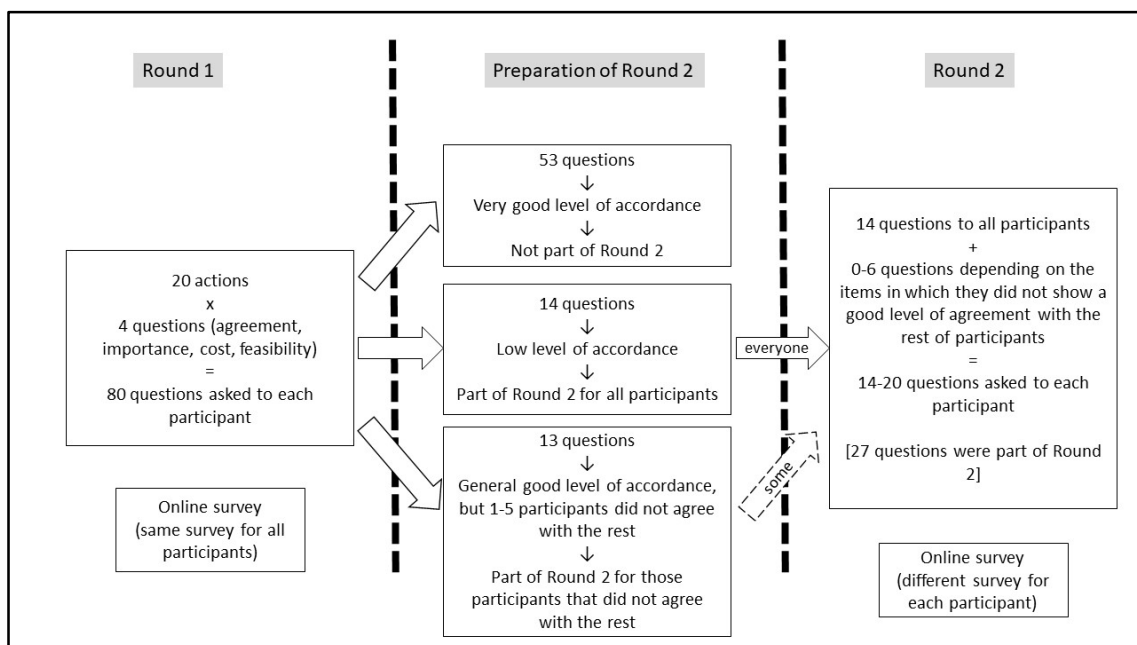 Round 1
20 actions
x
4 questions (agreement,
importance, cost, feasibility)
=
80 questions asked to each
participant
Online survey
(same survey for all
participants)
Preparation of Round 2
53 questions
↓
Very good level of accordance
↓
Not part of Round 2
14 questions
↓
Low level of accordance
↓
Part of Round 2 for all participants
13 questions
↓
General good level of accordance,
but 1-5 participants did not agree
with the rest
↓
Part of Round 2 for those
participants that did not agree
with the rest
everyone
some
Round 2
14 questions to all participants
+
0-6 questions depending on the
items in which they did not show a
good level of agreement with the
rest of participants
=
14-20 questions asked to each
participant
[27 questions were part of Round
2]
Online survey
(different survey for
each participant)